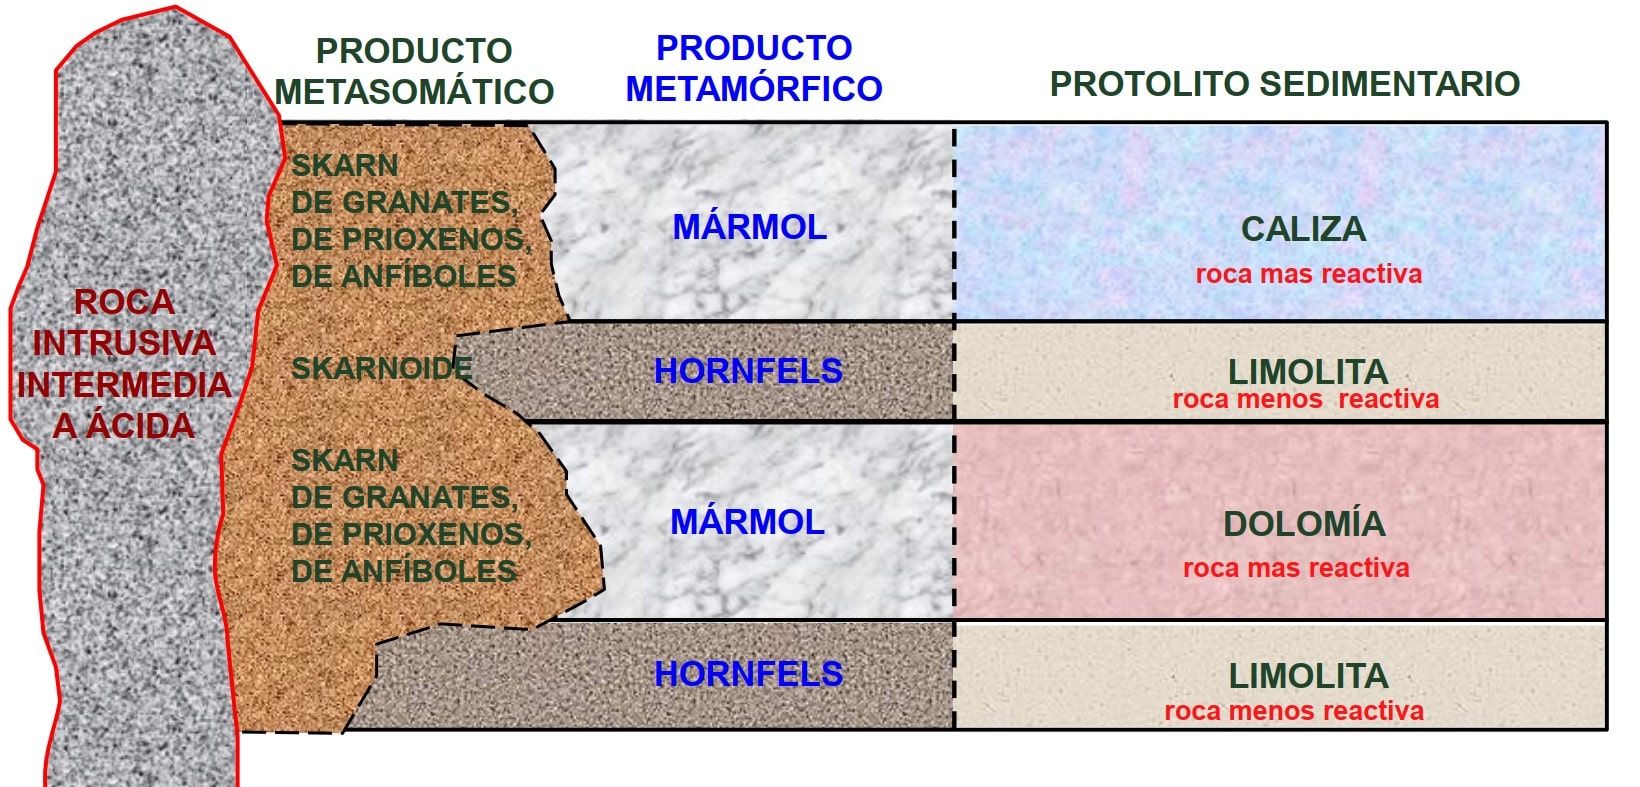 PRODUCTO
METASOMÁTICO
PRODUCTO
METAMÓRFICO
PROTOLITO SEDIMENTARIO
SKARN
DE GRANATES,
DE PRIOXENOS,
DE ANFÍBOLES
MÁRMOL
CALIZA
roca mas reactiva
ROCA
INTRUSIVA
INTERMEDIA
A ÁCIDA
SKARNOIDE
HORNFELS
LIMOLITA
roca menos reactiva
SKARN
DE GRANATES,
DE PRIOXENOS,
DE ANFÍBOLES
MÁRMOL
DOLOMÍA
roca mas reactiva
HORNFELS
LIMOLITA
roca menos reactiva